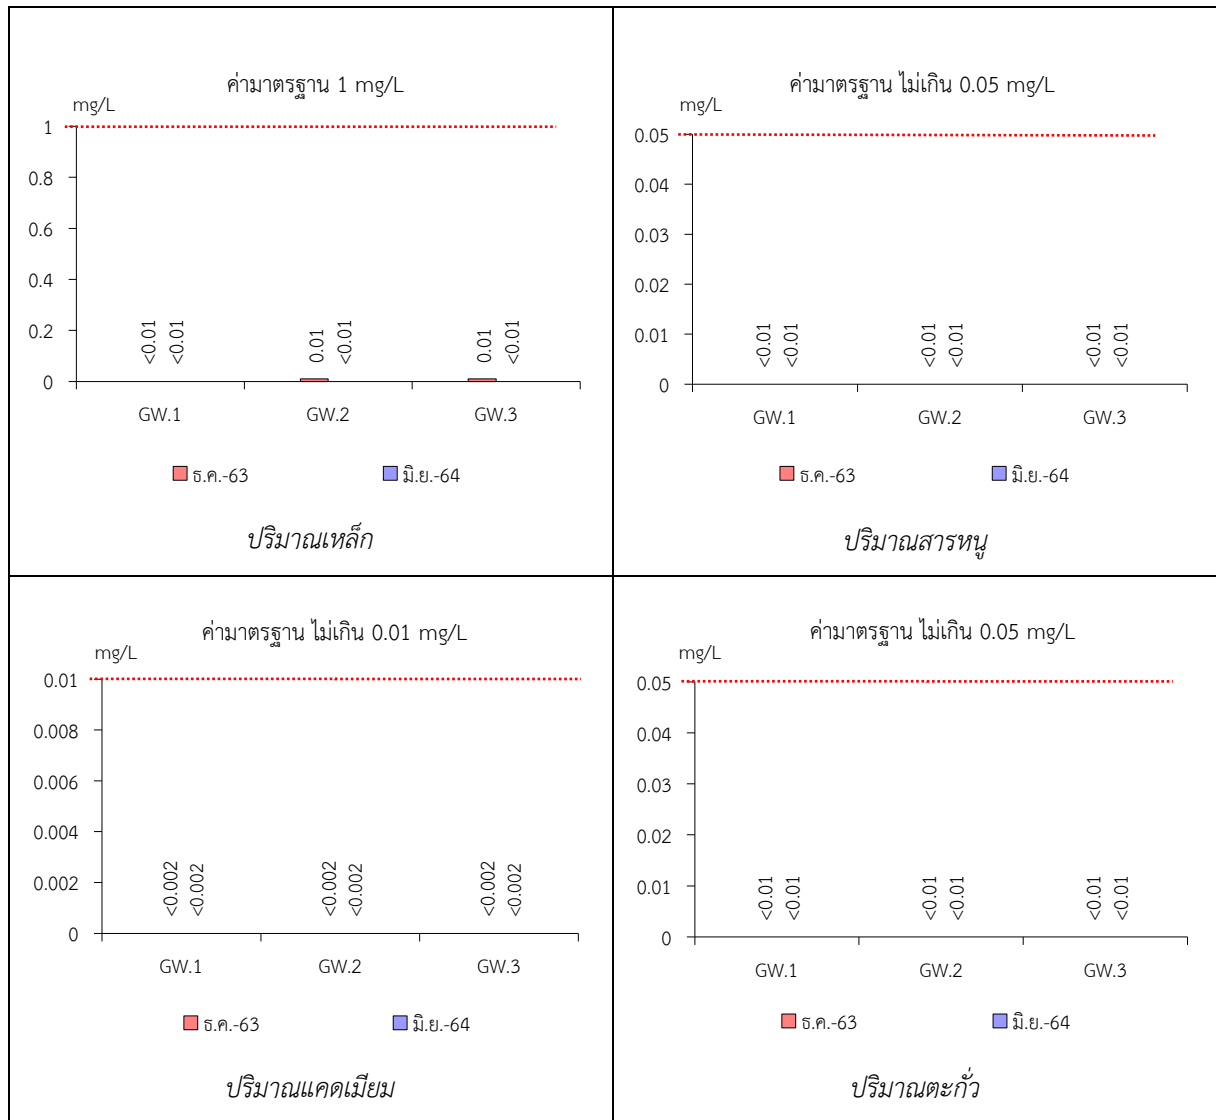 ค่ามาตรฐาน 1 mg/L
mg/L
1
0.8
0.6
0.4
0.2
0
<0.01 <0.01 0.01 <0.01 0.01 <0.01
GW.1 GW.2 GW.3
ธ.ค.-63 มิ.ย.-64
ปริมาณเหล็ก
ค่ามาตรฐาน ไม่เกิน 0.05 mg/L
mg/L
0.05
0.04
0.03
0.02
0.01
0
<0.01 <0.01 <0.01 <0.01 <0.01 <0.01
GW.1 GW.2 GW.3
ธ.ค.-63 มิ.ย.-64
ปริมาณสารหนู
ค่ามาตรฐาน ไม่เกิน 0.01 mg/L
mg/L
0.01
0.008
0.006
0.004
0.002
0
<0.002 <0.002 <0.002 <0.002 <0.002 <0.002
GW.1 GW.2 GW.3
ธ.ค.-63 มิ.ย.-64
ปริมาณแคดเมียม
ค่ามาตรฐาน ไม่เกิน 0.05 mg/L
mg/L
0.05
0.04
0.03
0.02
0.01
0
<0.01 <0.01 <0.01 <0.01 <0.01 <0.01
GW.1 GW.2 GW.3
ธ.ค.-63 มิ.ย.-64
ปริมาณตะกั่ว